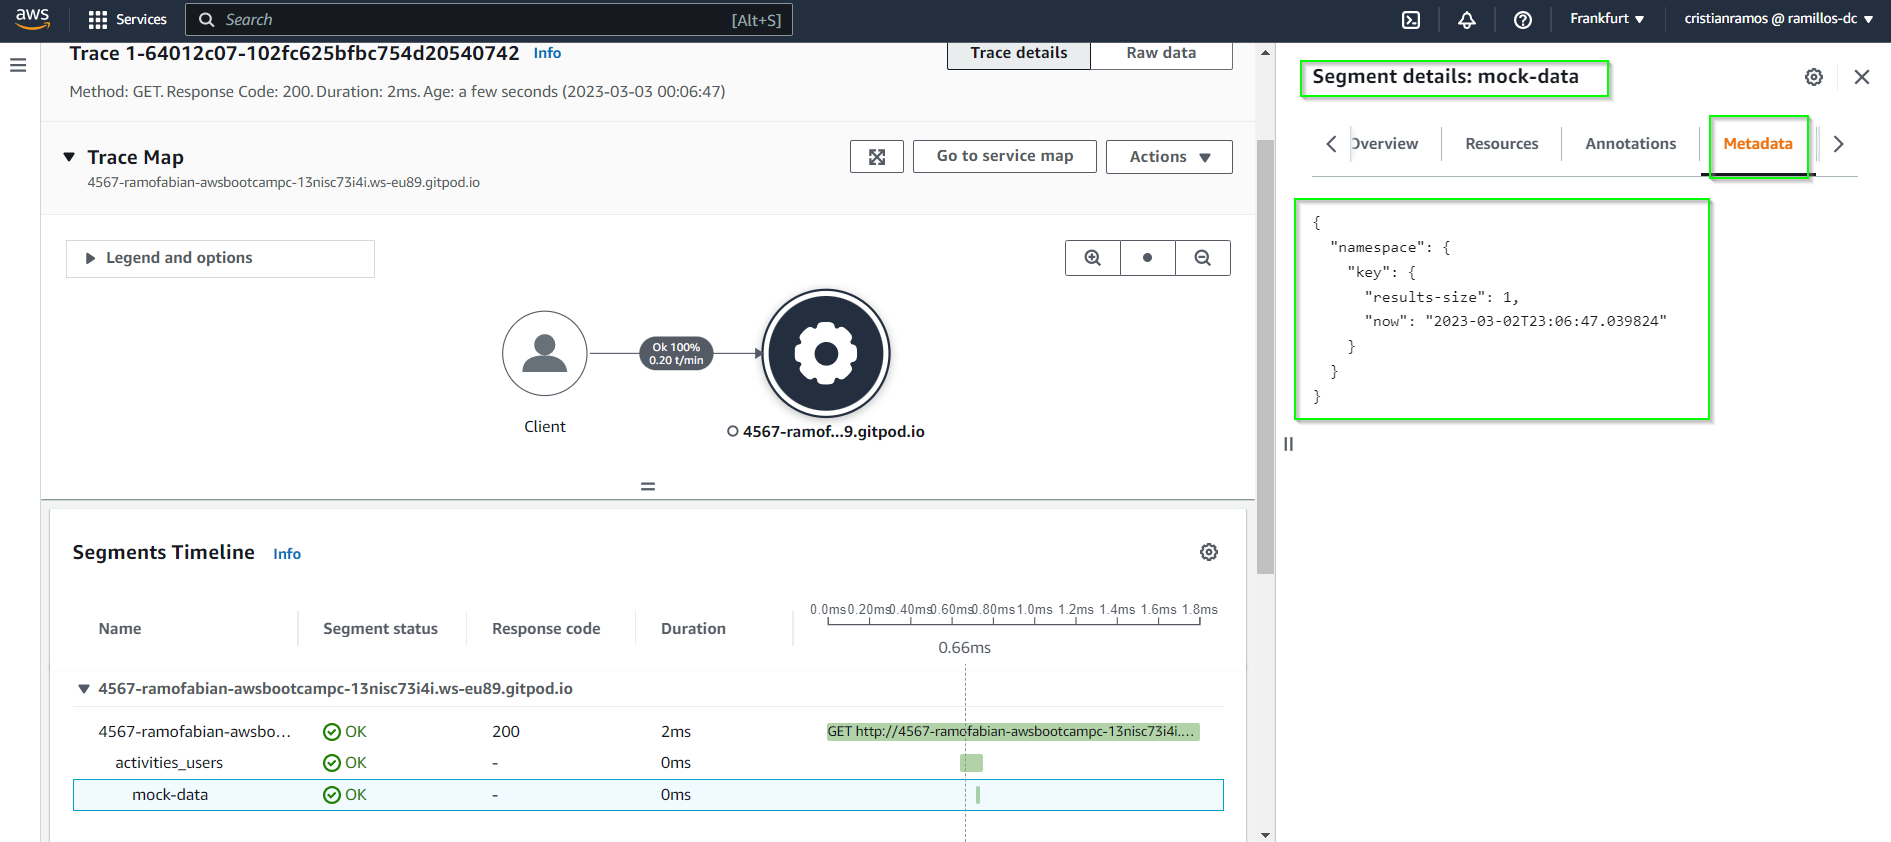 aws
Services
Search
[Alt+S]
Frankfurt
cristianramos @ ramillos-dc
Trace 1-64012c07-102fc625bfbc754d20540742
Info
Trace details
Raw data
Method: GET. Response Code: 200. Duration: 2ms. Age: a few seconds (2023-03-03 00:06:47)
Trace Map
4567-ramofabian-awsbootcampc-13nisc73i4i.ws-eu89.gitpod.io
Go to service map
Actions
Legend and options
Ok 100%
0.20 t/min
Client
4567-ramof...9.gitpod.io
Segments Timeline
Info
Name
Segment status
Response code
Duration
0.0ms 0.20ms 0.40ms 0.60ms 0.80ms 1.0ms 1.2ms 1.4ms 1.6ms 1.8ms
0.66ms
4567-ramofabian-awsbootcampc-13nisc73i4i.ws-eu89.gitpod.io
4567-ramofabian-awsbo... OK 200 2ms GET http://4567-ramofabian-awsbootcampc-13nisc73i4i....
activities_users OK - 0ms
mock-data OK - 0ms
Segment details: mock-data
Overview
Resources
Annotations
Metadata
{
"namespace": {
"key": {
"results-size": 1,
"now": "2023-03-02T23:06:47.039824"
}
}
}